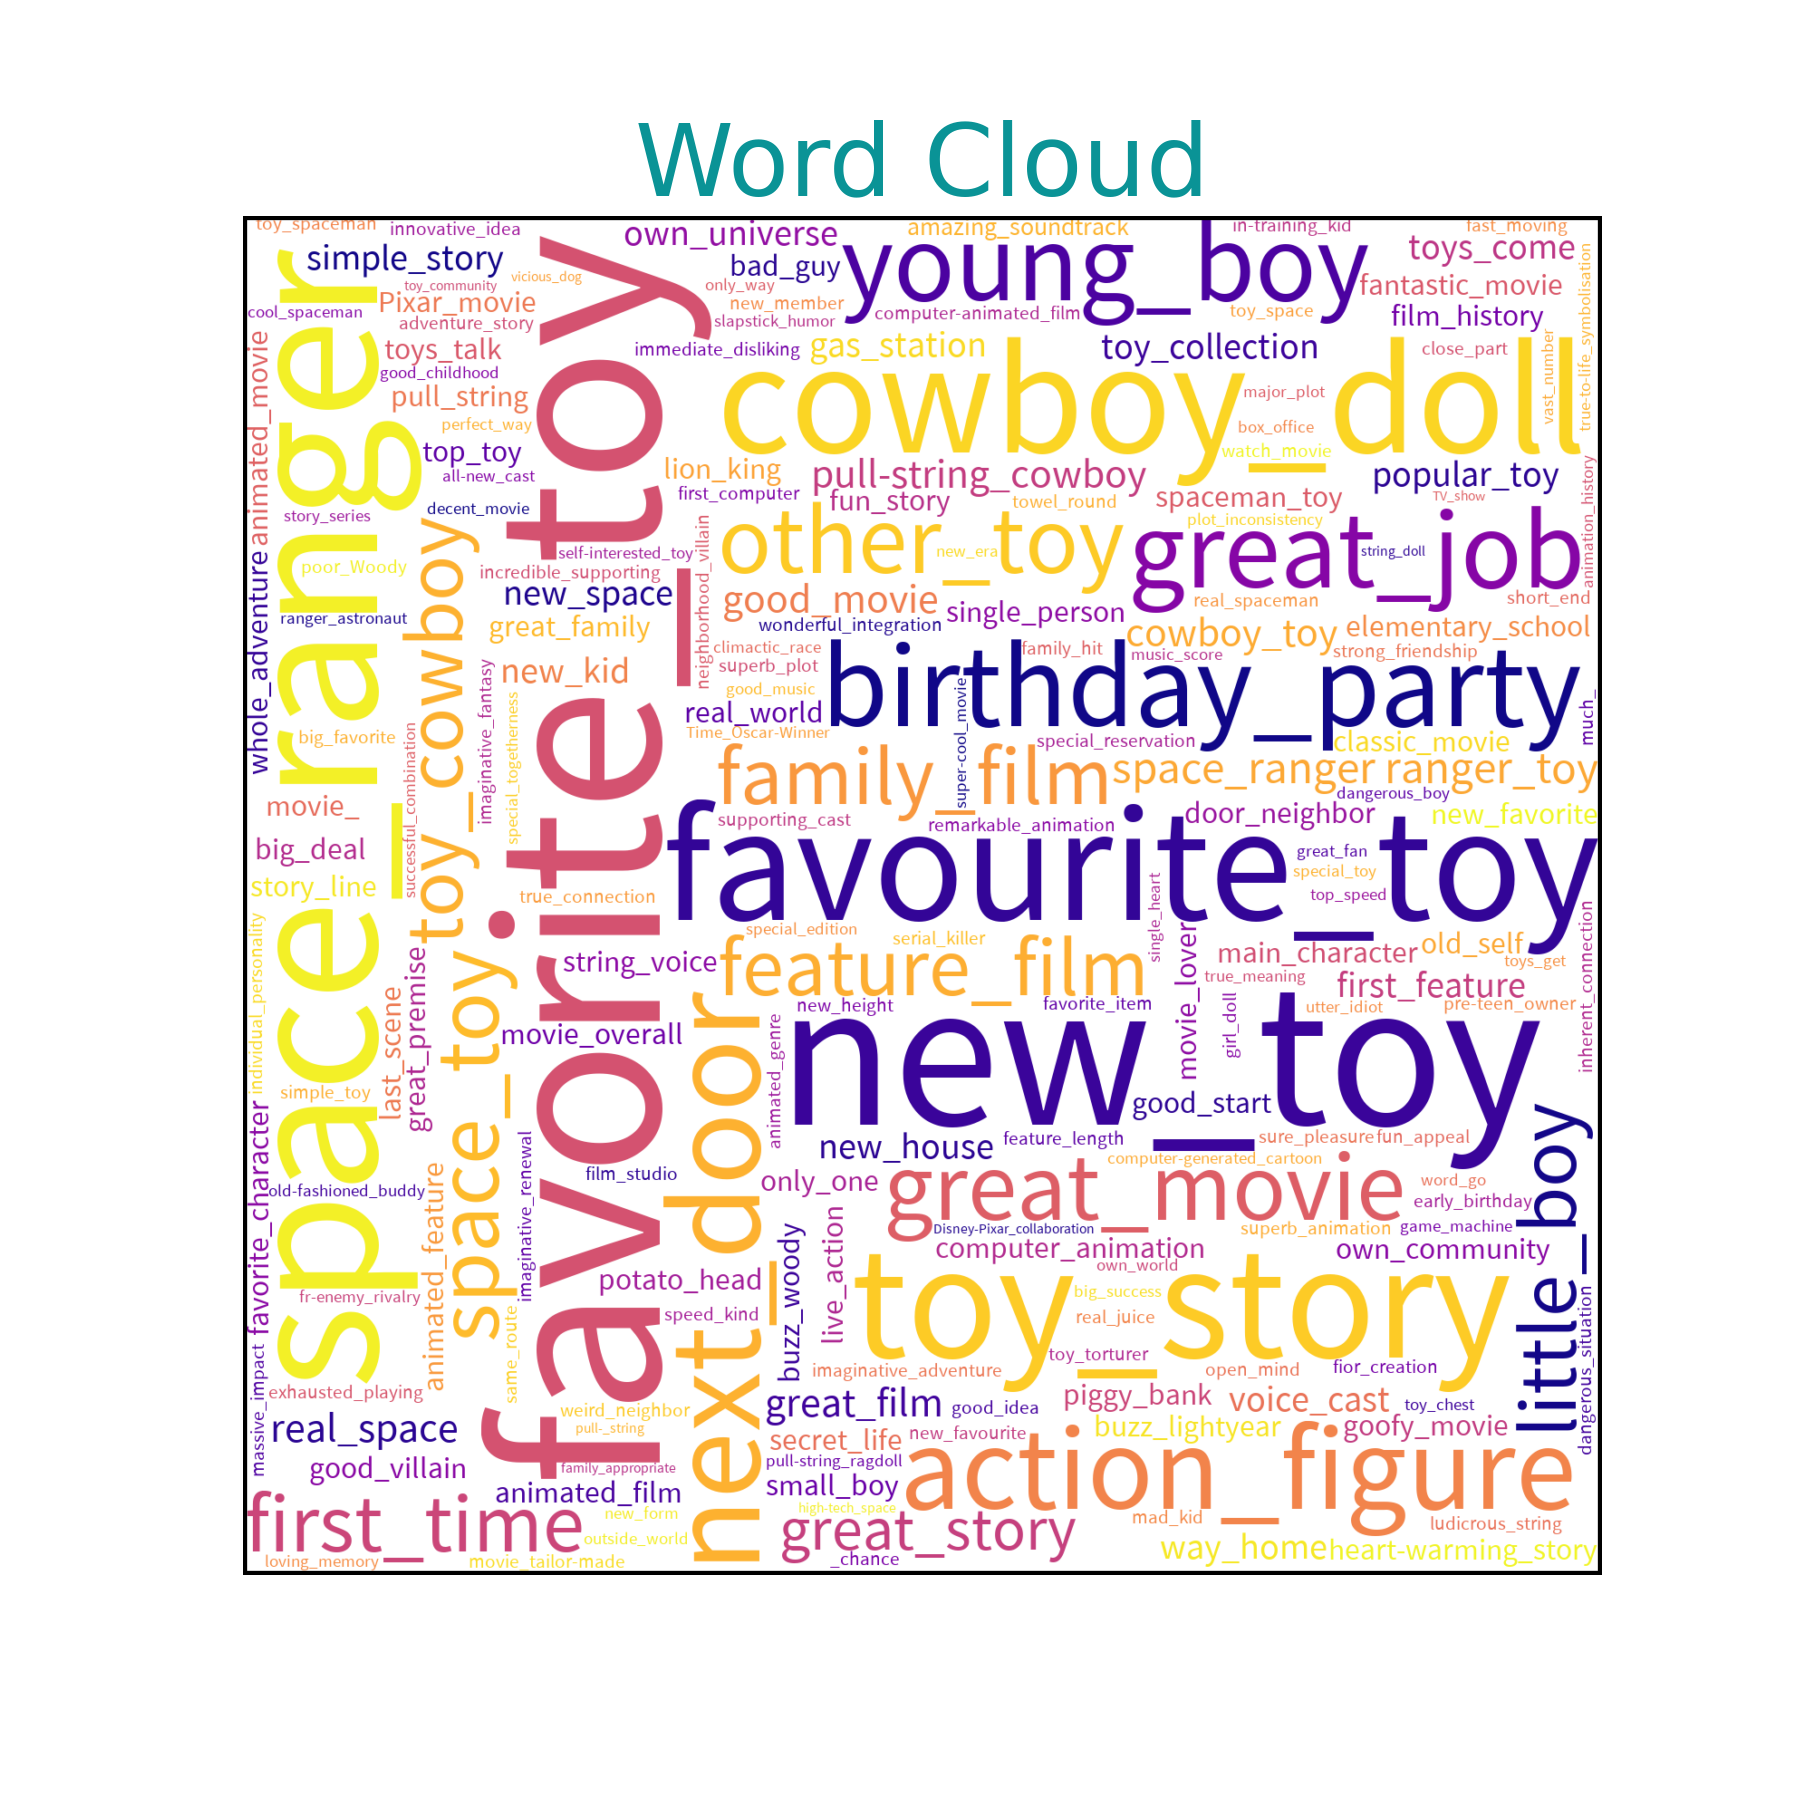 Word Cloud
toy_spaceman
innovative_idea
own_universe
amazing_soundtrack
in-training_kid
fast_moving
simple_story
vicious_dog
bad_guy
young_boy
toys_come
toy_community
only_way
fantastic_movie
cool_spaceman
Pixar_movie
new_member
computer-animated_film
toy_space
film_history
adventure_story
slapstick_humor
true-to-life_symbolisation
animated_movie
toys_talk
immediate_disliking
gas_station
toy_collection
close_part
vast_number
good_childhood
pull_string
cowboy_doll
major_plot
perfect_way
box_office
top_toy
watch_movie
all-new_cast
lion_king
pull-string_cowboy
popular_toy
first_computer
fun_story
towel_round
spaceman_toy
TV_show
story_series
decent_movie
plot_inconsistency
animation_history
space_ranger
favorite_toy
other_toy
new_era
great_job
string_doll
self-interested_toy
neighborhood_villain
poor_Woody
incredible_supporting
new_space
good_movie
single_person
real_spaceman
short_end
whole_adventure
ranger_astronaut
toy_cowboy
great_family
wonderful_integration
cowboy_toy
elementary_school
climactic_race
family_hit
music_score
strong_friendship
new_kid
superb_plot
birthday_party
good_music
imaginative_fantasy
special_togetherness
real_world
super-cool_movie
much_
big_favorite
successful_combination
Time_Oscar-Winner
special_reservation
classic_movie
family_film
space_ranger
ranger_toy
dangerous_boy
movie_
supporting_cast
remarkable_animation
door_neighbor
new_favorite
big_deal
favourite_toy
great_fan
special_toy
story_line
true_connection
single_heart
top_speed
individual_personality
special_edition
serial_killer
old_self
string_voice
feature_film
main_character
toys_get
inherent_connection
great_premise
last_scene
space_toy
movie_lover
true_meaning
first_feature
new_height
favorite_item
girl_doll
utter_idiot
pre-teen_owner
movie_overall
animated_genre
new_toy
simple_toy
good_start
favorite_character
next_door
new_house
feature_length
sure_pleasure
fun_appeal
little_boy
computer-generated_cartoon
old-fashioned_buddy
imaginative_renewal
film_studio
only_one
great_movie
word_go
early_birthday
animated_feature
live_action
Disney-Pixar_collaboration
superb_animation
game_machine
computer_animation
own_community
own_world
fr-enemy_rivalry
potato_head
buzz_woody
toy_story
big_success
speed_kind
real_juice
same_route
toy_torturer
dangerous_situation
massive_impact
exhausted_playing
imaginative_adventure
open_mind
fior_creation
piggy_bank
voice_cast
toy_chest
weird_neighbor
great_film
good_idea
real_space
pull-_string
buzz_lightyear
goofy_movie
secret_life
new_favourite
good_villain
family_appropriate
pull-string_ragdoll
action_figure
animated_film
small_boy
high-tech_space
new_form
mad_kid
ludicrous_string
first_time
outside_world
great_story
loving_memory
movie_tailor-made
_chance
way_home
heart-warming_story